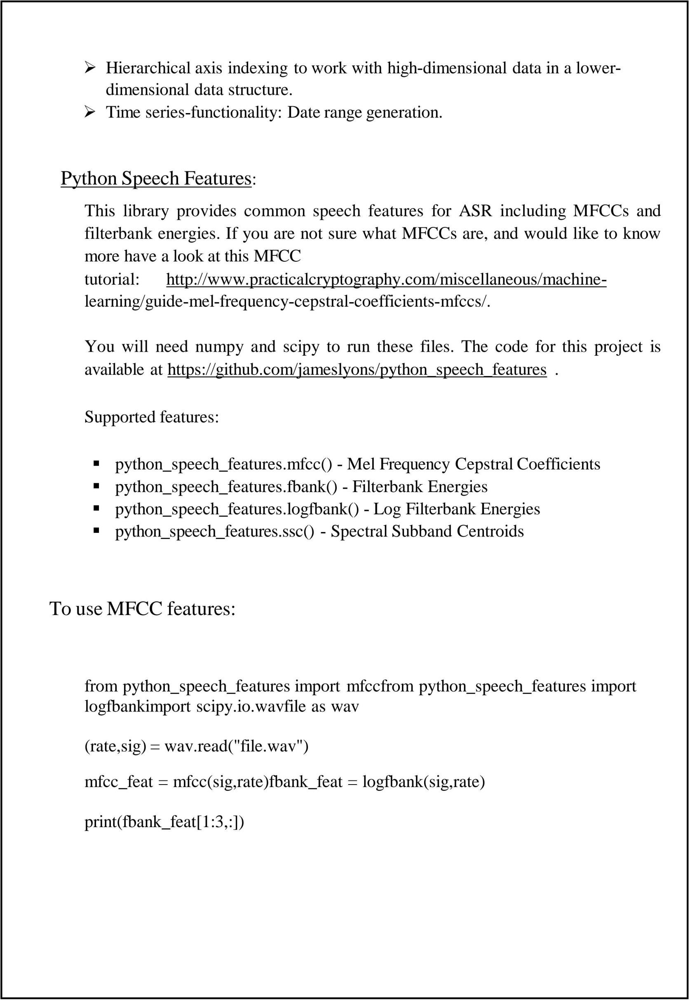 ➢ Hierarchical axis indexing to work with high-dimensional data in a lower-
dimensional data structure.
➢ Time series-functionality: Date range generation.
Python Speech Features:
This library provides common speech features for ASR including MFCCs and
filterbank energies. If you are not sure what MFCCs are, and would like to know
more have a look at this MFCC
tutorial: http://www.practicalcryptography.com/miscellaneous/machine-
learning/guide-mel-frequency-cepstral-coefficients-mfccs/.
You will need numpy and scipy to run these files. The code for this project is
available at https://github.com/jameslyons/python_speech_features .
Supported features:
▪ python_speech_features.mfcc() - Mel Frequency Cepstral Coefficients
▪ python_speech_features.fbank() - Filterbank Energies
▪ python_speech_features.logfbank() - Log Filterbank Energies
▪ python_speech_features.ssc() - Spectral Subband Centroids
To use MFCC features:
from python_speech_features import mfccfrom python_speech_features import
logfbankimport scipy.io.wavfile as wav
(rate,sig) = wav.read("file.wav")
mfcc_feat = mfcc(sig,rate)fbank_feat = logfbank(sig,rate)
print(fbank_feat[1:3,:])